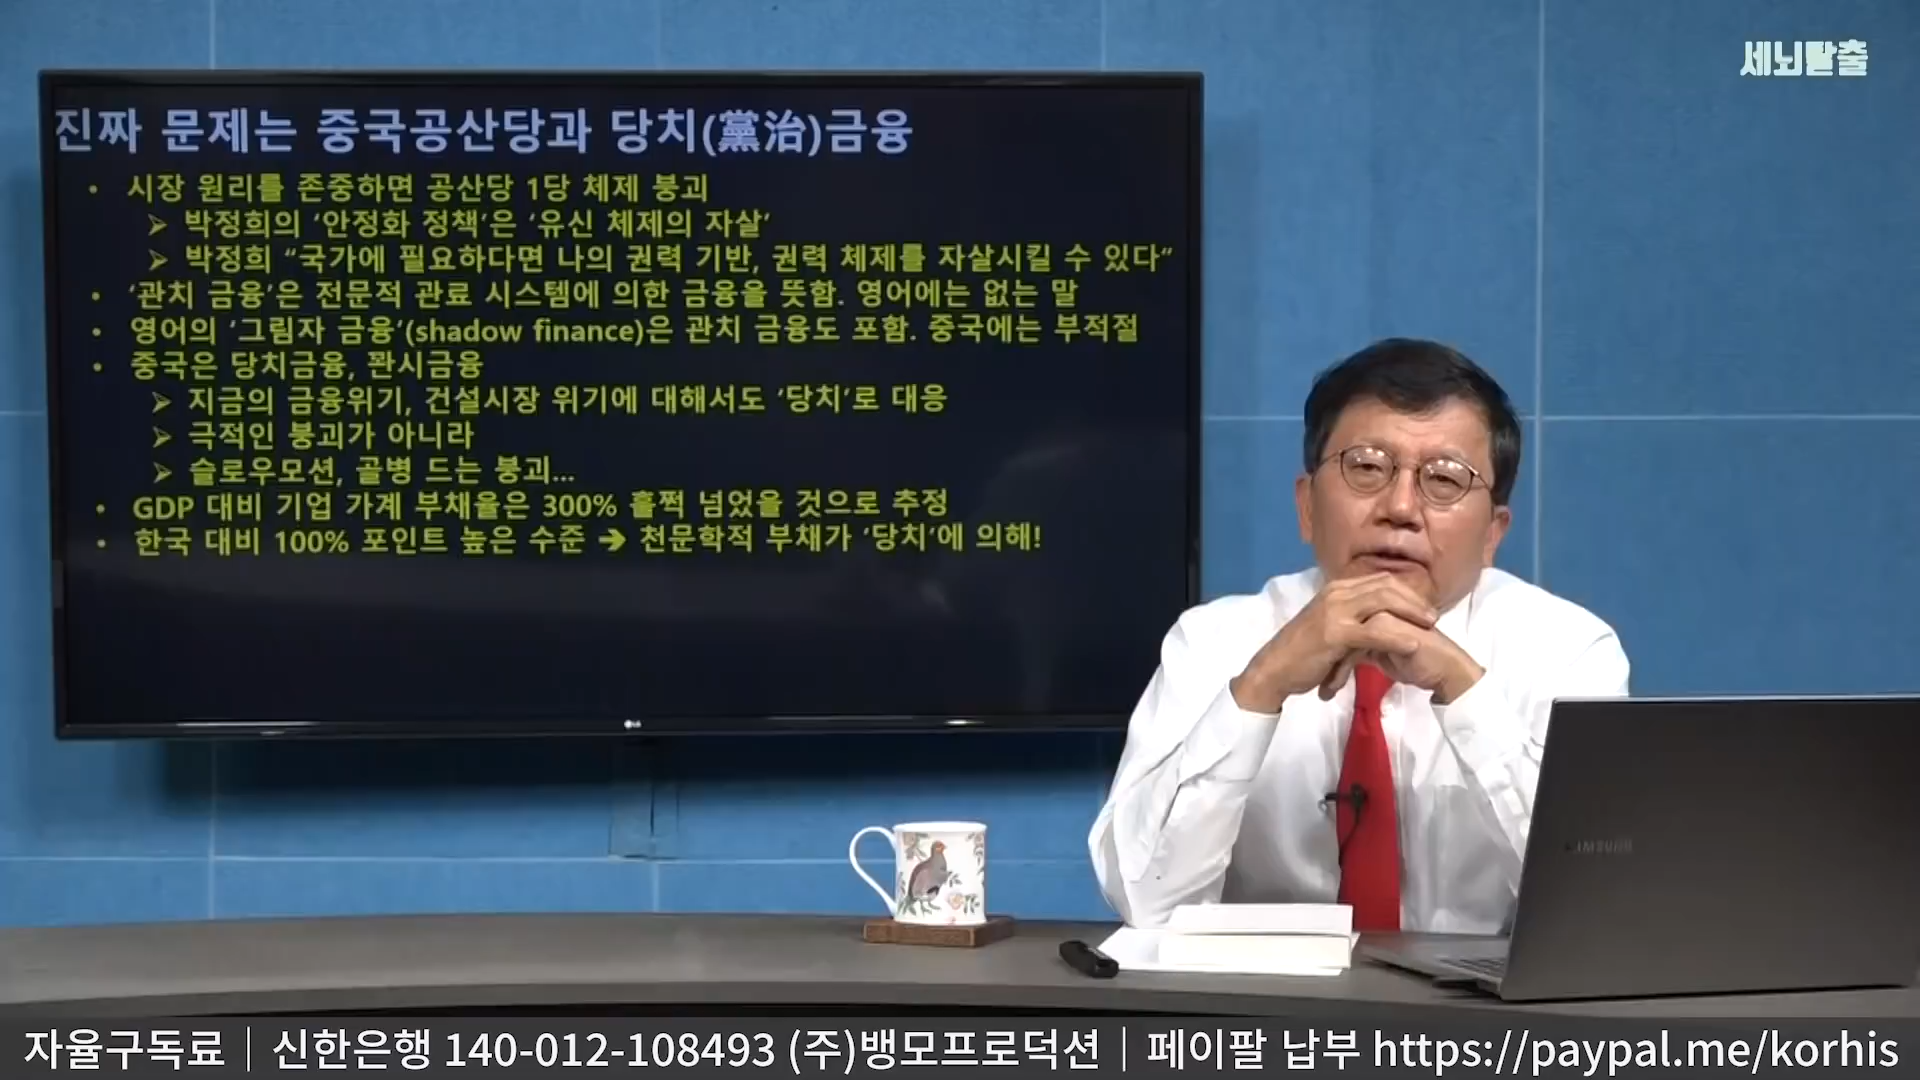 세뇌탈출
진짜 문제는 중국공산당과 당치(黨治)금융
• 시장 원리를 존중하면 공산당 1당 체제 붕괴
➢ 박정희의 ‘안정화 정책’은 ‘유신 체제의 자살’
➢ 박정희 “국가에 필요하다면 나의 권력 기반, 권력 체제를 자살시킬 수 있다“
• ‘관치 금융’은 전문적 관료 시스템에 의한 금융을 뜻함. 영어에는 없는 말
• 영어의 ‘그림자 금융’(shadow finance)은 관치 금융도 포함. 중국에는 부적절
• 중국은 당치금융, 꽌시금융
➢ 지금의 금융위기, 건설시장 위기에 대해서도 ‘당치’로 대응
➢ 극적인 붕괴가 아니라
➢ 슬로우모션, 골병 드는 붕괴...
• GDP 대비 기업 가계 부채율은 300% 훌쩍 넘었을 것으로 추정
• 한국 대비 100% 포인트 높은 수준 ➔ 천문학적 부채가 ‘당치’에 의해!
LG
SAMSUNG
자율구독료 | 신한은행 140-012-108493 (주)뱅모프로덕션 | 페이팔 납부 https://paypal.me/korhis